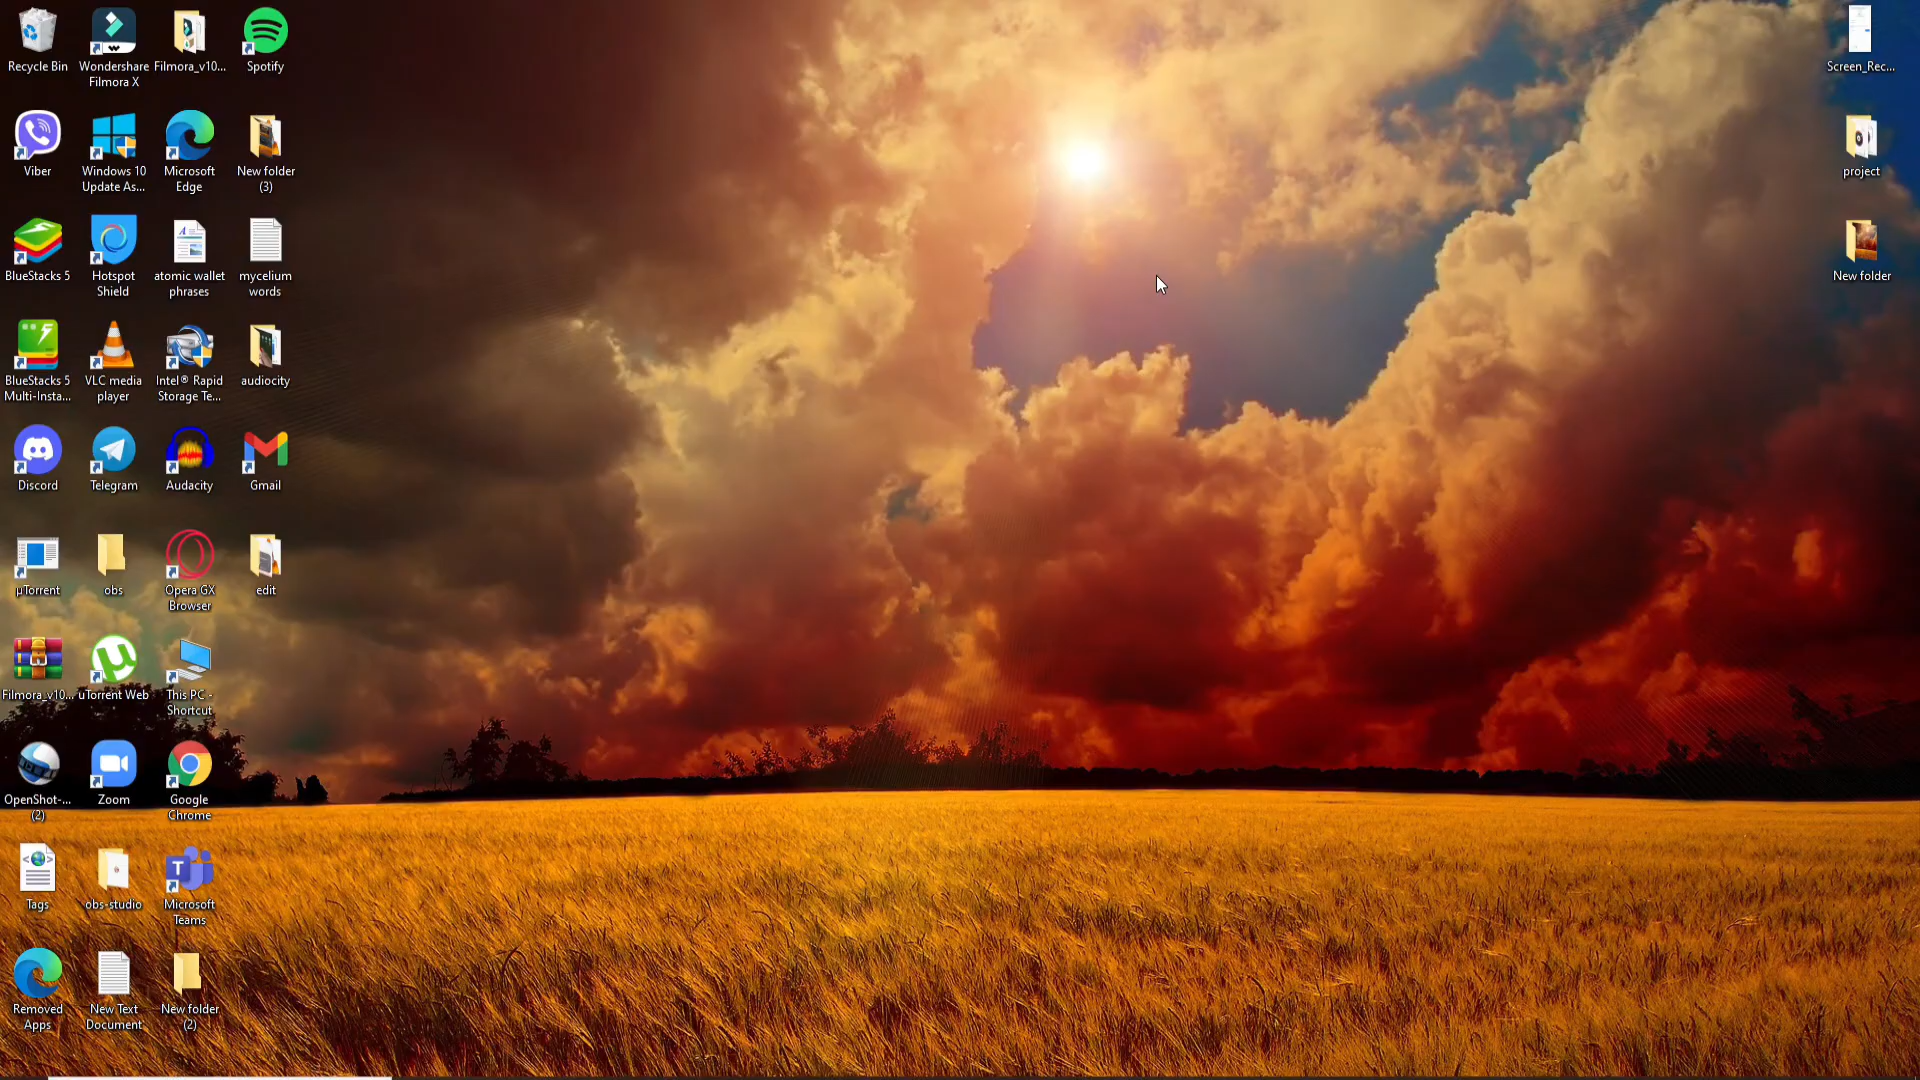 Recycle Bin
Wondershare
Filmora X
Filmora_v10...
Spotify
Screen_Rec...
Viber
Windows 10
Update As...
Microsoft
Edge
New folder
(3)
project
BlueStacks 5
Hotspot
Shield
atomic wallet
phrases
mycelium
words
New folder
BlueStacks 5
Multi-Insta...
VLC media
player
Intel® Rapid
Storage Te...
audiocity
Discord
Telegram
Audacity
Gmail
µTorrent
obs
Opera GX
Browser
edit
Filmora_v10...
uTorrent Web
This PC -
Shortcut
OpenShot-...
(2)
Zoom
Google
Chrome
Tags
obs-studio
Microsoft
Teams
Removed
Apps
New Text
Document
New folder
(2)